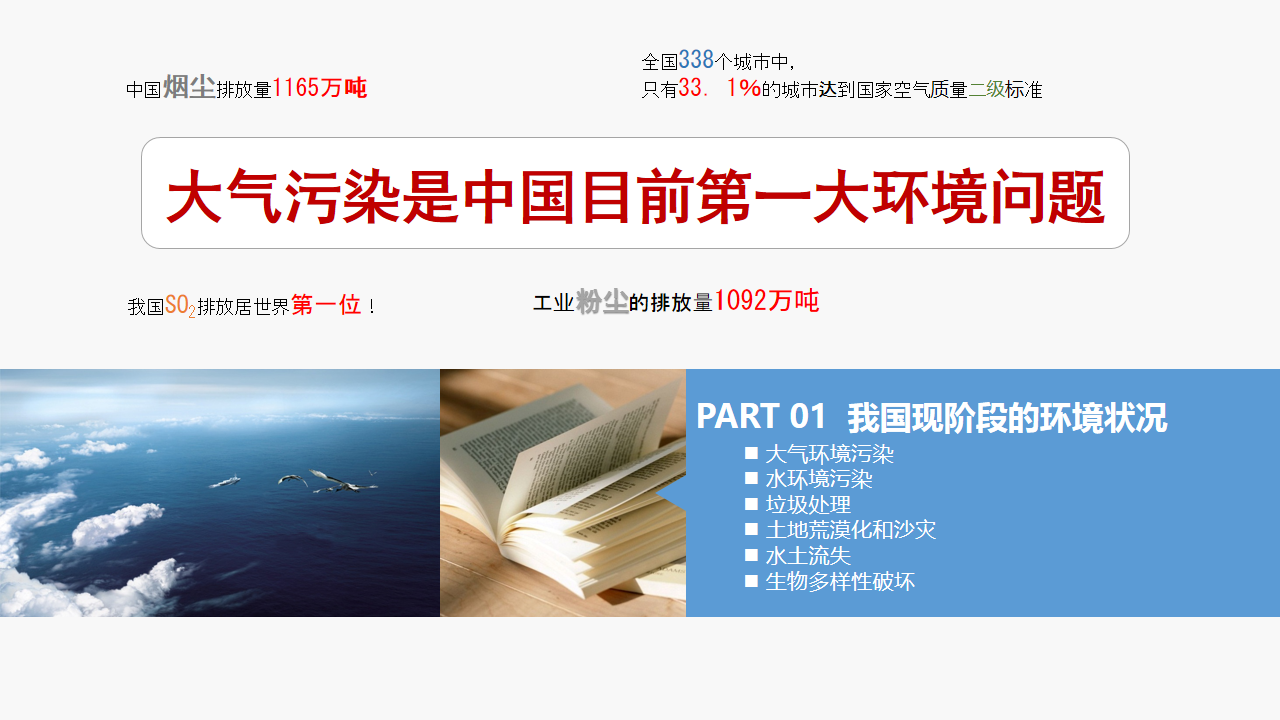 中国烟尘排放量1165万吨
全国338个城市中,
只有33. 1%的城市达到国家空气质量二级标准
大气污染是中国目前第一大环境问题
我国SO₂排放居世界第一位！
工业粉尘的排放量1092万吨
PART 01 我国现阶段的环境状况
■ 大气环境污染
■ 水环境污染
■ 垃圾处理
■ 土地荒漠化和沙灾
■ 水土流失
■ 生物多样性破坏